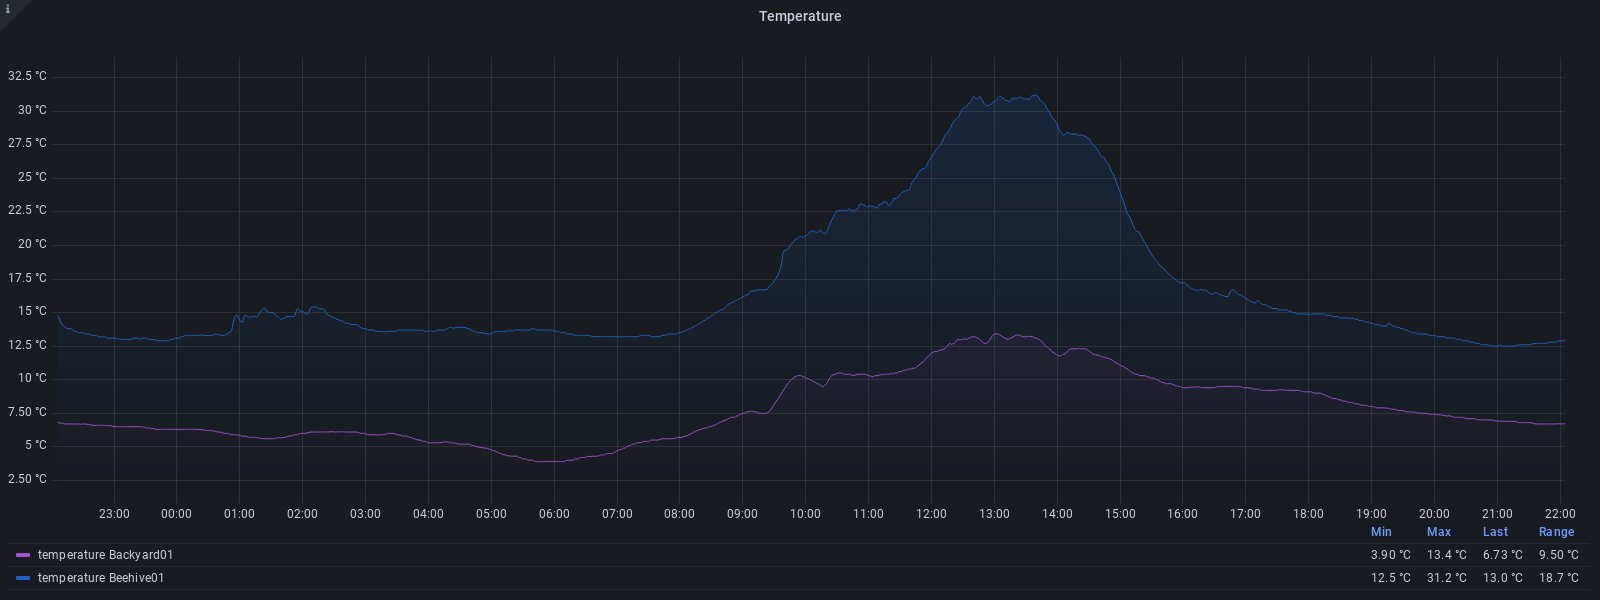 i
Temperature
32.5 °C
30 °C
27.5 °C
25 °C
22.5 °C
20 °C
17.5 °C
15 °C
12.5 °C
10 °C
7.50 °C
5 °C
2.50 °C
23:00 00:00 01:00 02:00 03:00 04:00 05:00 06:00 07:00 08:00 09:00 10:00 11:00 12:00 13:00 14:00 15:00 16:00 17:00 18:00 19:00 20:00 21:00 22:00
Min Max Last Range
temperature Backyard01 3.90 °C 13.4 °C 6.73 °C 9.50 °C
temperature Beehive01 12.5 °C 31.2 °C 13.0 °C 18.7 °C